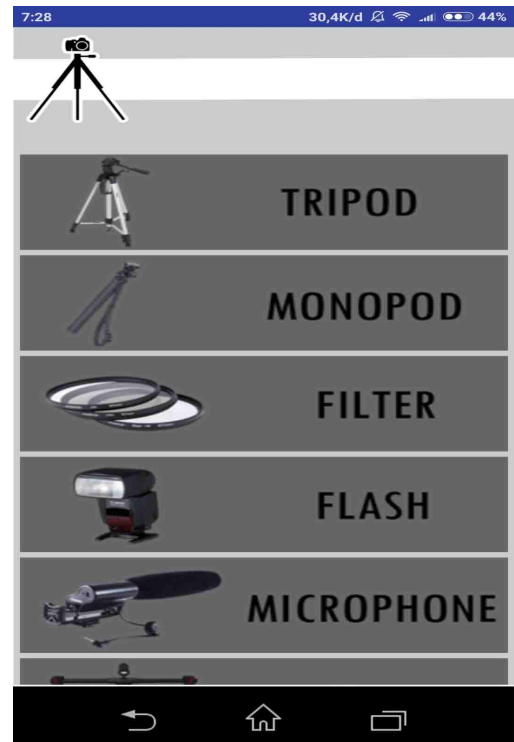 7:28 30,4K/d 44%
TRIPOD
MONOPOD
FILTER
FLASH
MICROPHONE